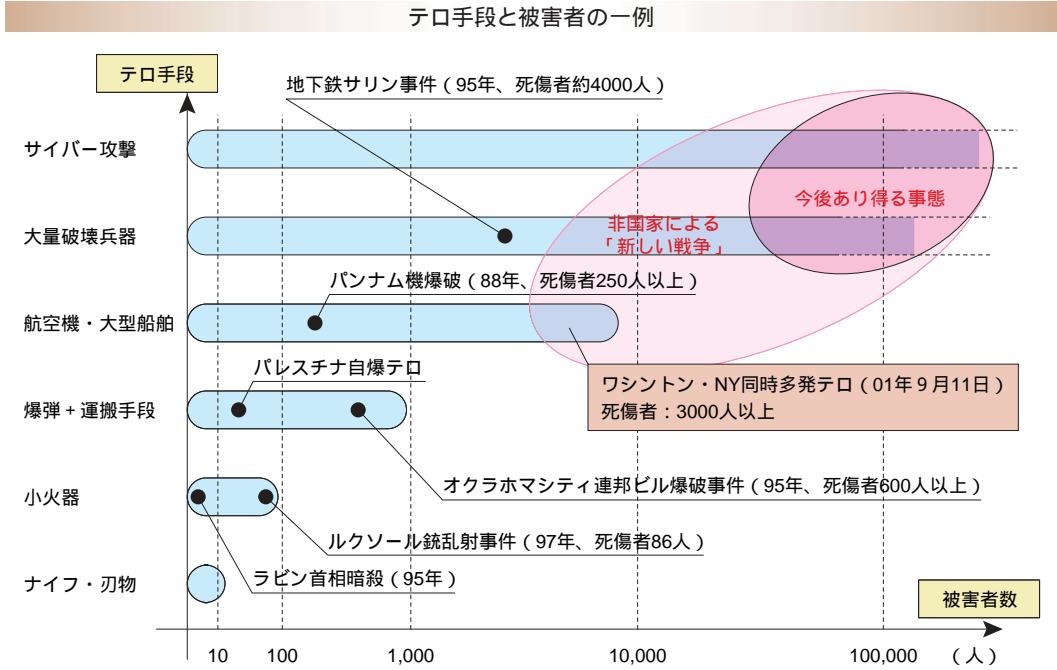 テロ手段と被害者の一例
テロ手段
地下鉄サリン事件（95年、死傷者約4000人）
サイバー攻撃
今後あり得る事態
大量破壊兵器
非国家による
「新しい戦争」
パンナム機爆破（88年、死傷者250人以上）
航空機・大型船舶
パレスチナ自爆テロ
ワシントン・NY同時多発テロ（01年９月11日）
死傷者：3000人以上
爆弾＋運搬手段
オクラホマシティ連邦ビル爆破事件（95年、死傷者600人以上）
小火器
ルクソール銃乱射事件（97年、死傷者86人）
ラビン首相暗殺（95年）
ナイフ・刃物
被害者数
10 100 1,000 10,000 100,000 （人）